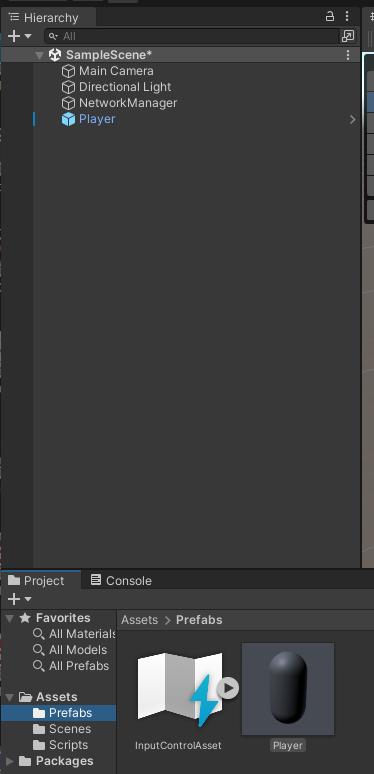 Hierarchy
All
SampleScene*
Main Camera
Directional Light
NetworkManager
Player
Project
Console
Favorites
All Materials
All Models
All Prefabs
Assets
Prefabs
Scenes
Scripts
Packages
Assets > Prefabs
InputControlAsset
Player